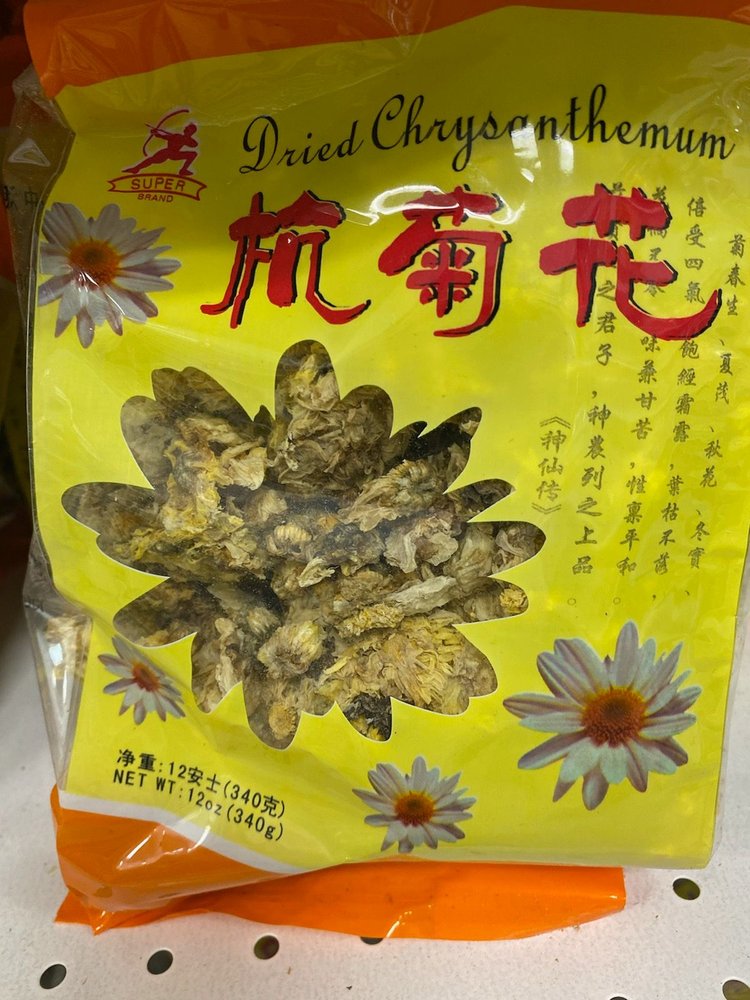 Dried Chrysanthemum
SUPER
BRAND
杭菊花
菊春生、夏茂、秋花、冬實、
倍受四氣 飽經霜露,葉枯不落,
味兼甘苦,性禀平和
之君子,神農列之上品。
《神仙传》
净重:12安士(340克)
NET WT:12oz(340g)